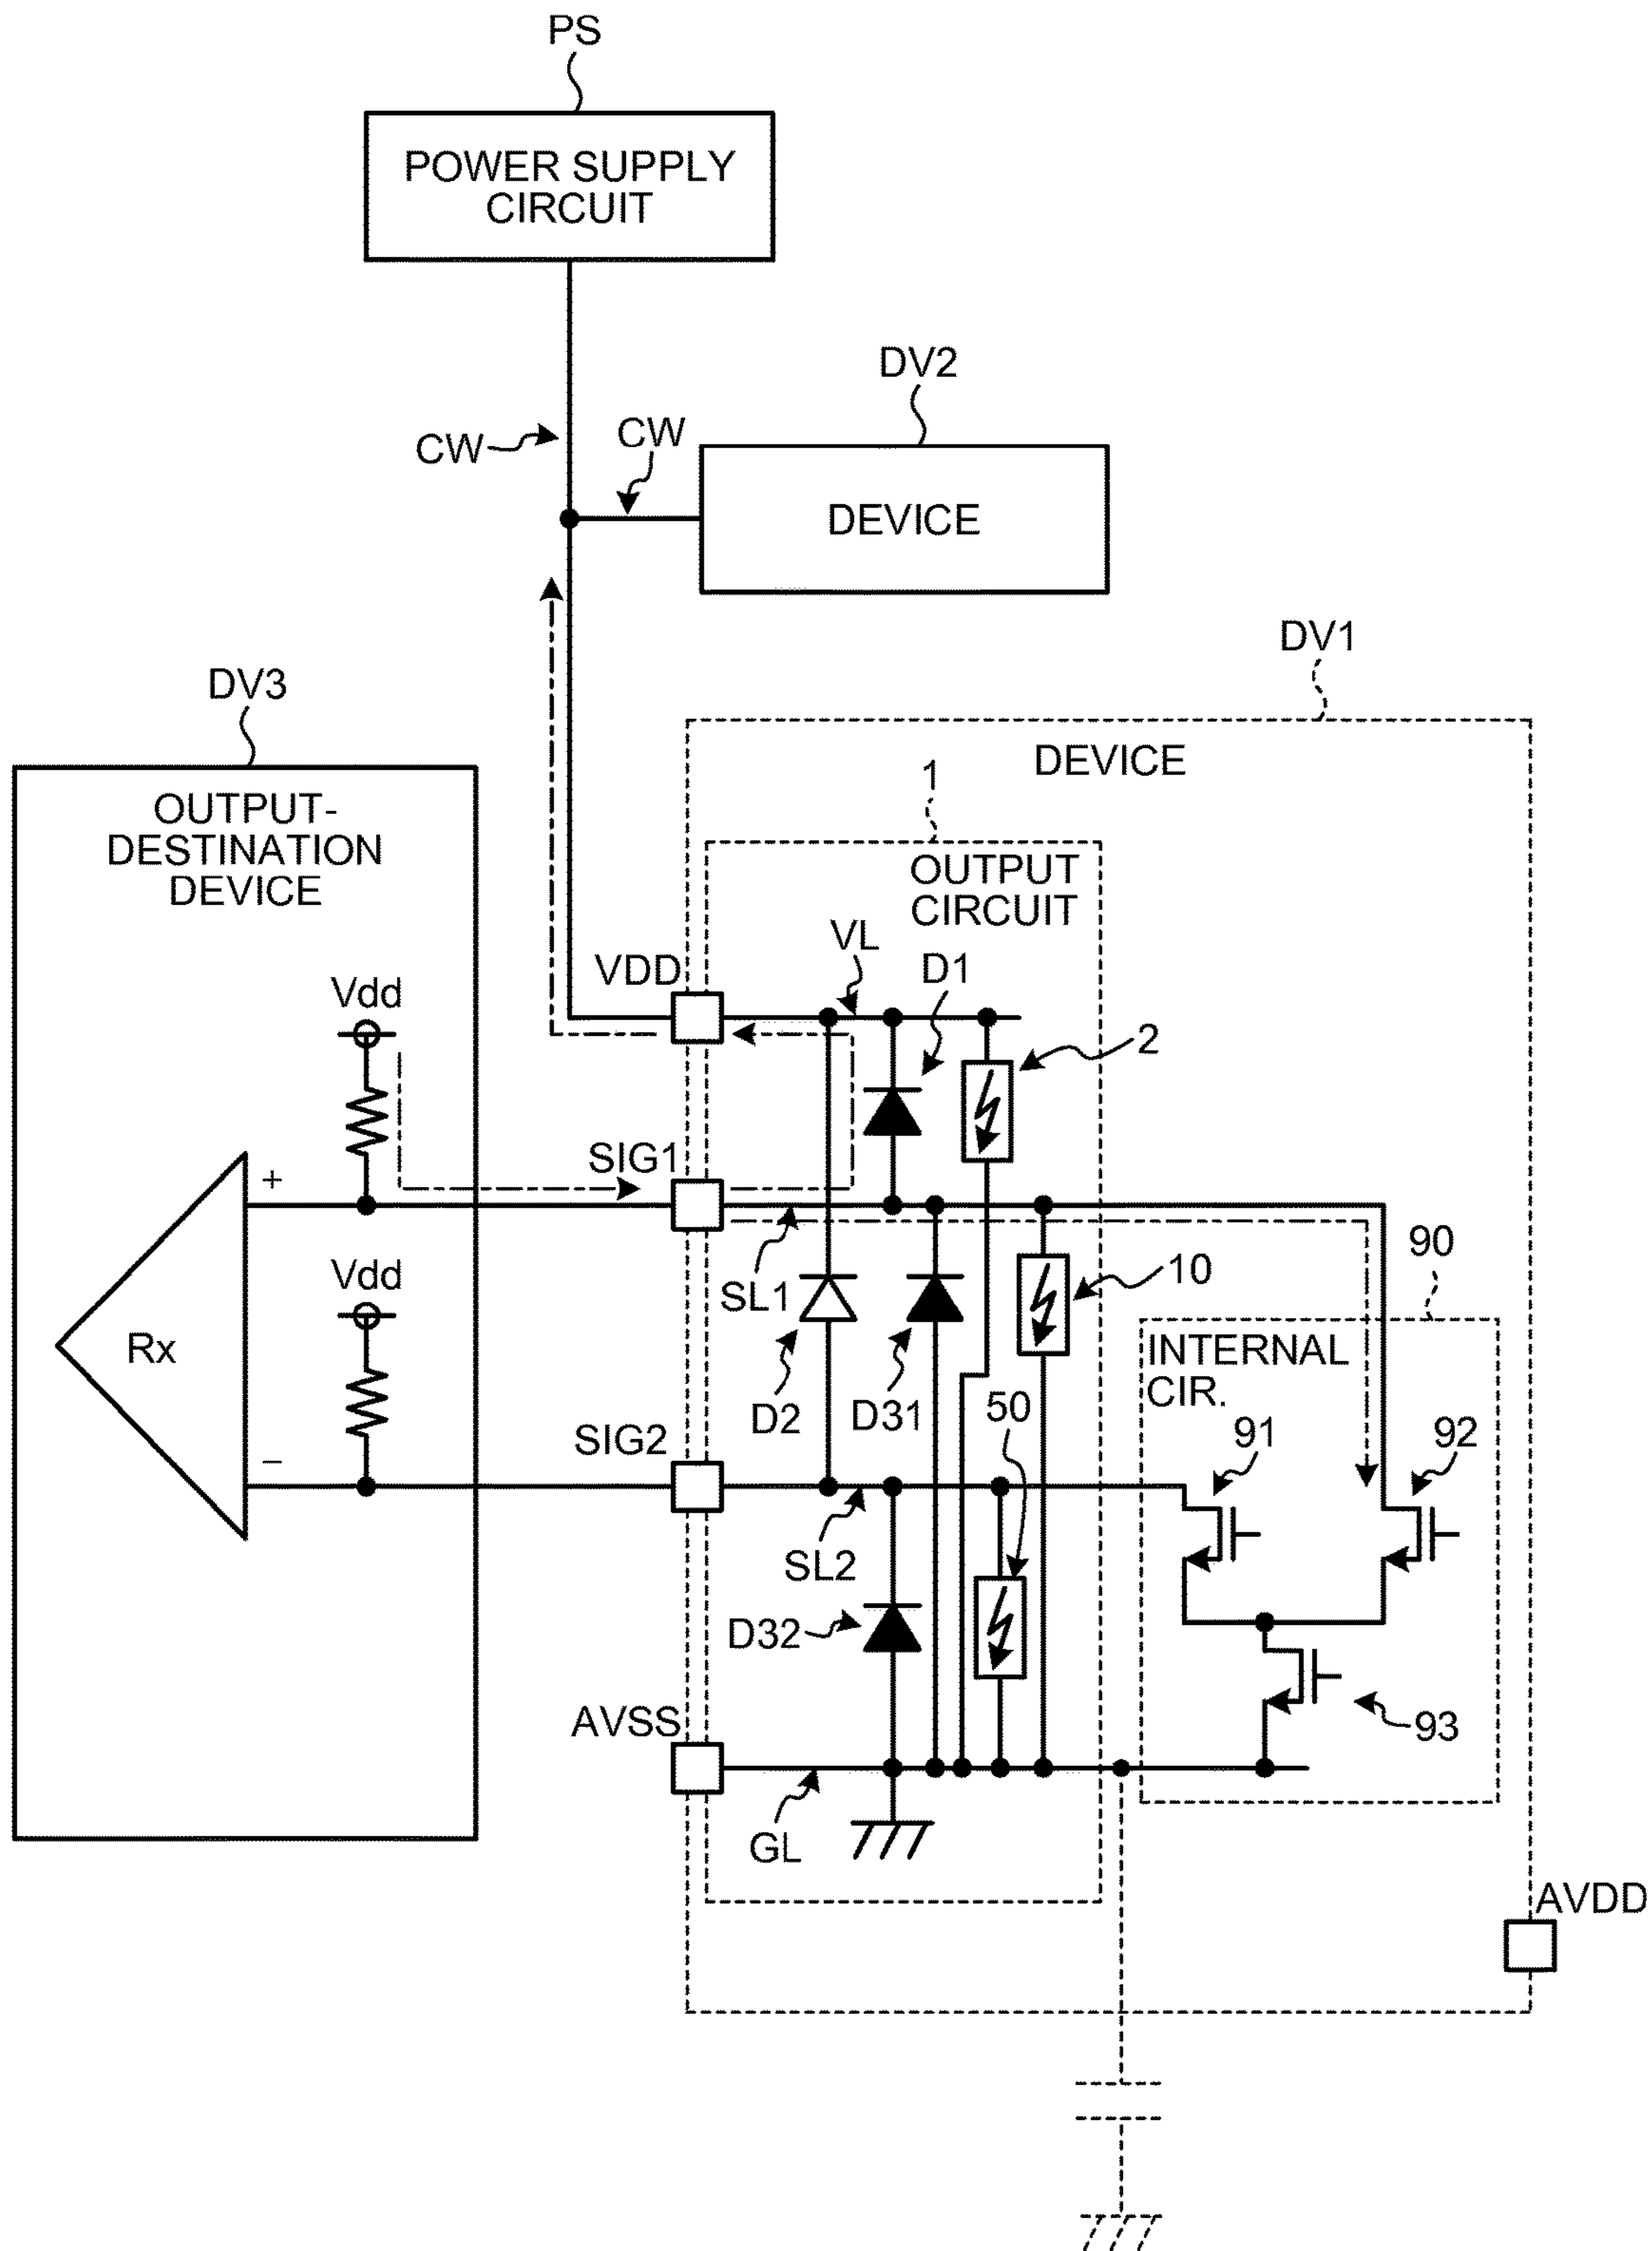 PS
POWER SUPPLY
CIRCUIT
DV2
CW
CW
DEVICE
DV1
DV3
DEVICE
1
OUTPUT-
DESTINATION
DEVICE
OUTPUT
CIRCUIT
VL
D1
VDD
Vdd
2
SIG1
+
90
Vdd
SL1
10
Rx
INTERNAL
CIR.
D2
D31
50
91
92
SIG2
−
SL2
D32
AVSS
93
GL
AVDD